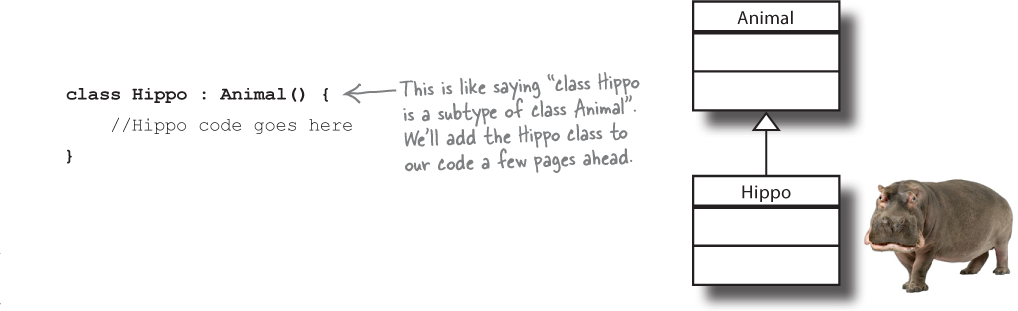 class Hippo : Animal() {
//Hippo code goes here
}
This is like saying “class Hippo
is a subtype of class Animal”.
We’ll add the Hippo class to
our code a few pages ahead.
Animal
Hippo